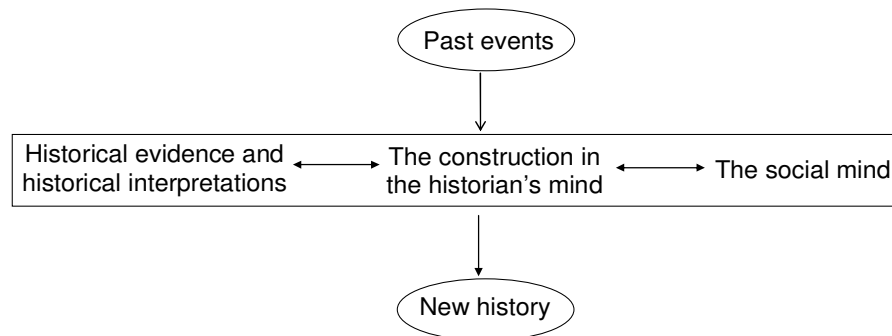 Past events
Historical evidence and
historical interpretations
The construction in
the historian's mind
The social mind
New history